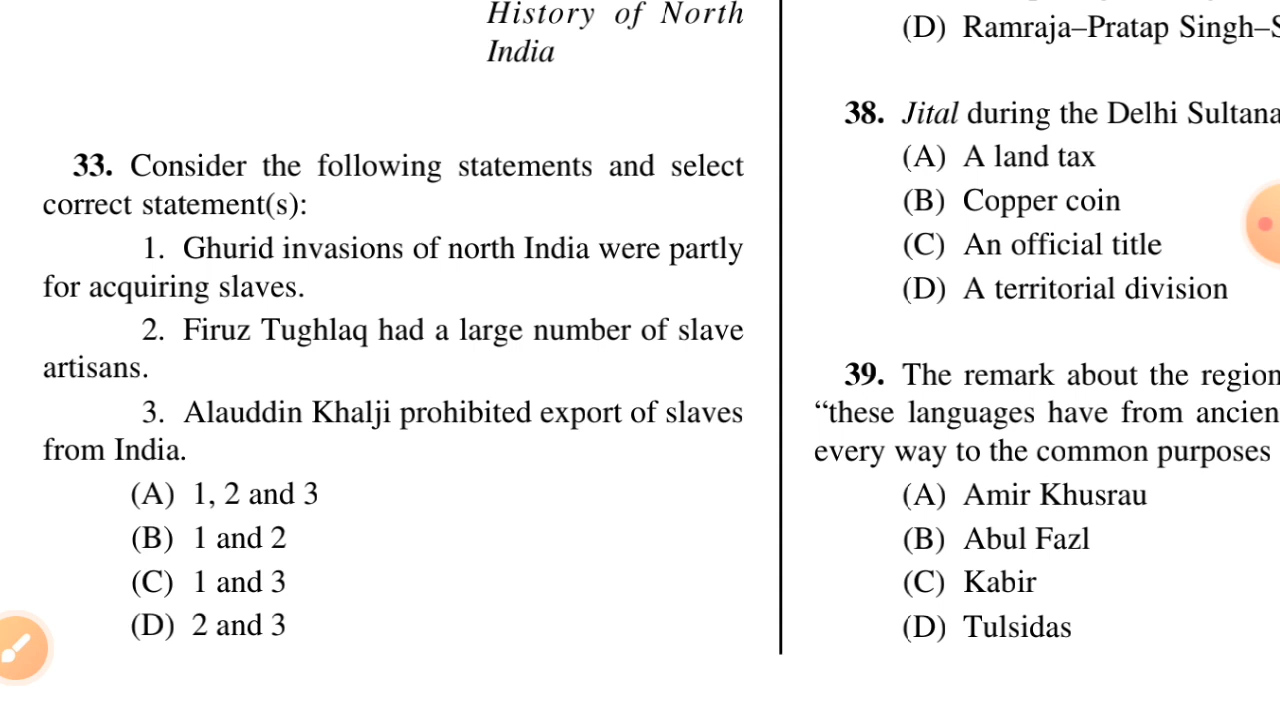 History of North
India
33. Consider the following statements and select
correct statement(s):
1. Ghurid invasions of north India were partly
for acquiring slaves.
2. Firuz Tughlaq had a large number of slave
artisans.
3. Alauddin Khalji prohibited export of slaves
from India.
(A) 1, 2 and 3
(B) 1 and 2
(C) 1 and 3
(D) 2 and 3
(D) Ramraja–Pratap Singh–
38. Jital during the Delhi Sultana
(A) A land tax
(B) Copper coin
(C) An official title
(D) A territorial division
39. The remark about the region
“these languages have from ancien
every way to the common purposes
(A) Amir Khusrau
(B) Abul Fazl
(C) Kabir
(D) Tulsidas